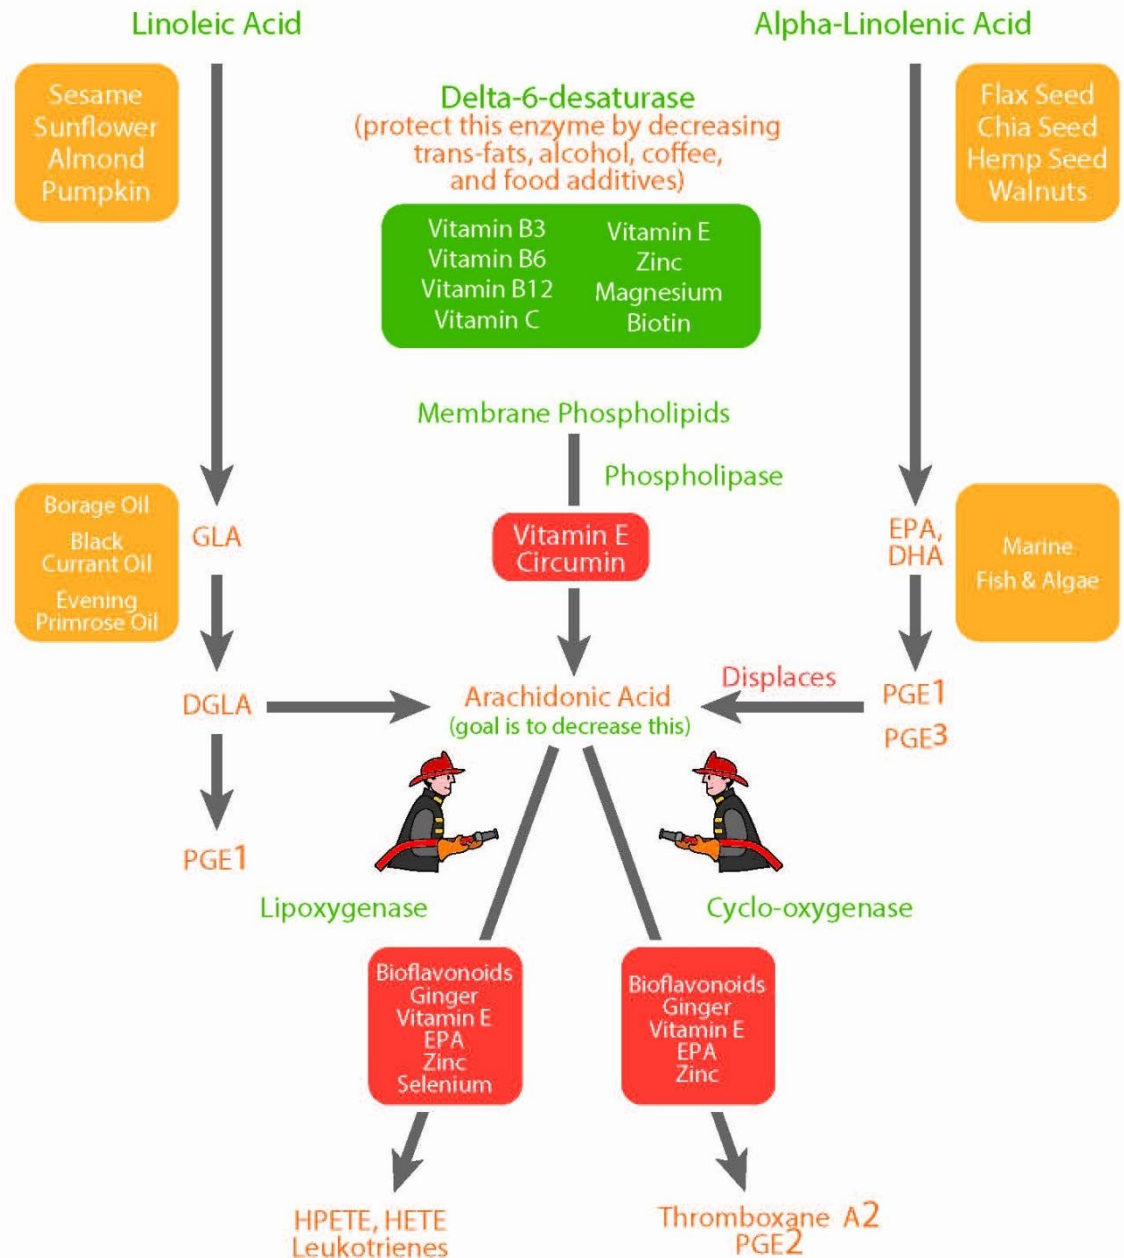 Linoleic Acid
Alpha-Linolenic Acid
Sesame
Sunflower
Almond
Pumpkin
Delta-6-desaturase
(protect this enzyme by decreasing
trans-fats, alcohol, coffee,
and food additives)
Flax Seed
Chia Seed
Hemp Seed
Walnuts
Vitamin B3
Vitamin B6
Vitamin B12
Vitamin C
Vitamin E
Zinc
Magnesium
Biotin
Membrane Phospholipids
Phospholipase
Borage Oil
Black
Currant Oil
Evening
Primrose Oil
GLA
Vitamin E
Circumin
EPA,
DHA
Marine
Fish & Algae
DGLA
Arachidonic Acid
(goal is to decrease this)
Displaces
PGE1
PGE3
PGE1
Lipoxygenase
Cyclo-oxygenase
Bioflavonoids
Ginger
Vitamin E
EPA
Zinc
Selenium
Bioflavonoids
Ginger
Vitamin E
EPA
Zinc
HPETE, HETE
Leukotrienes
Thromboxane A2
PGE2